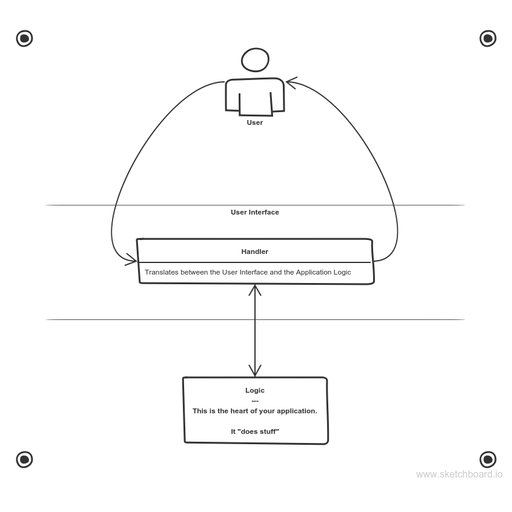 User
User Interface
Handler
Translates between the User Interface and the Application Logic
Logic
---
This is the heart of your application.
It "does stuff"
www.sketchboard.io